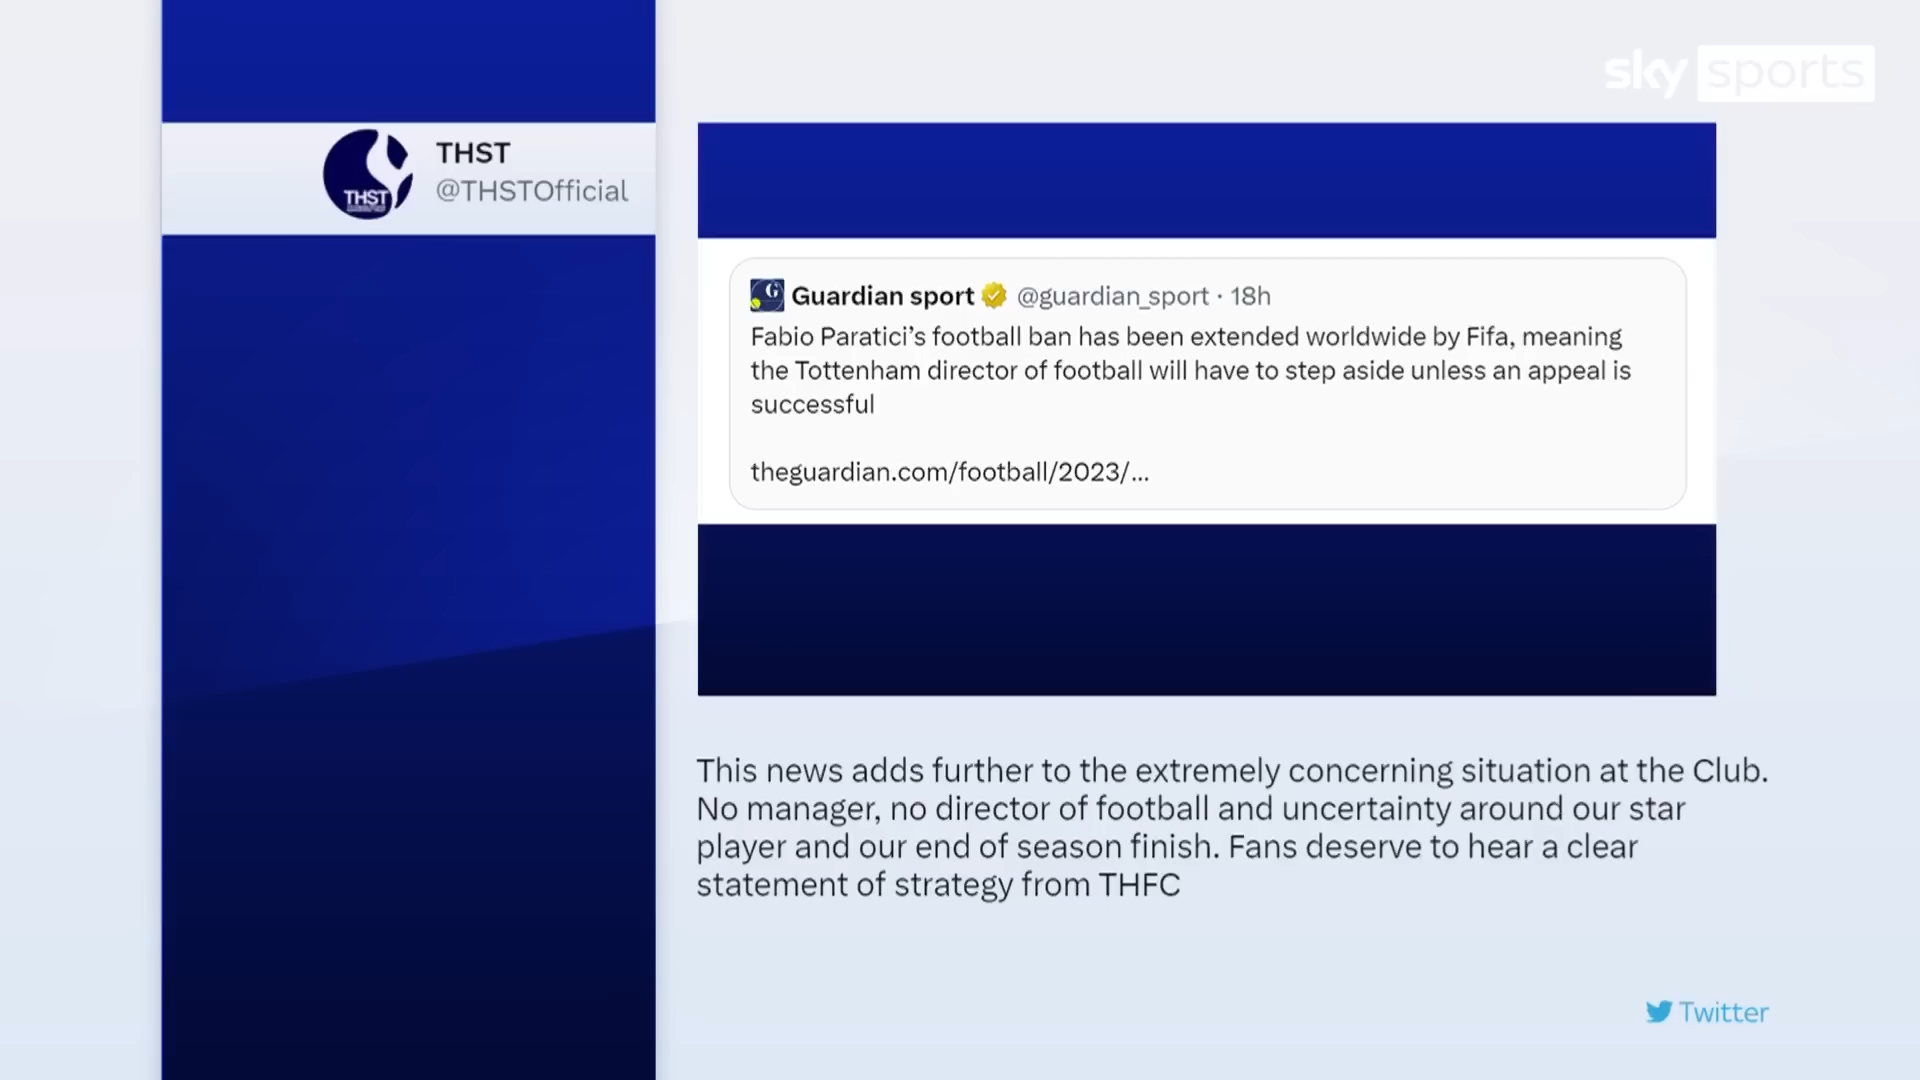 sky sports
THST
THST
@THSTOfficial
G
Guardian sport @guardian_sport · 18h
Fabio Paratici’s football ban has been extended worldwide by Fifa, meaning
the Tottenham director of football will have to step aside unless an appeal is
successful
theguardian.com/football/2023/...
This news adds further to the extremely concerning situation at the Club.
No manager, no director of football and uncertainty around our star
player and our end of season finish. Fans deserve to hear a clear
statement of strategy from THFC
Twitter